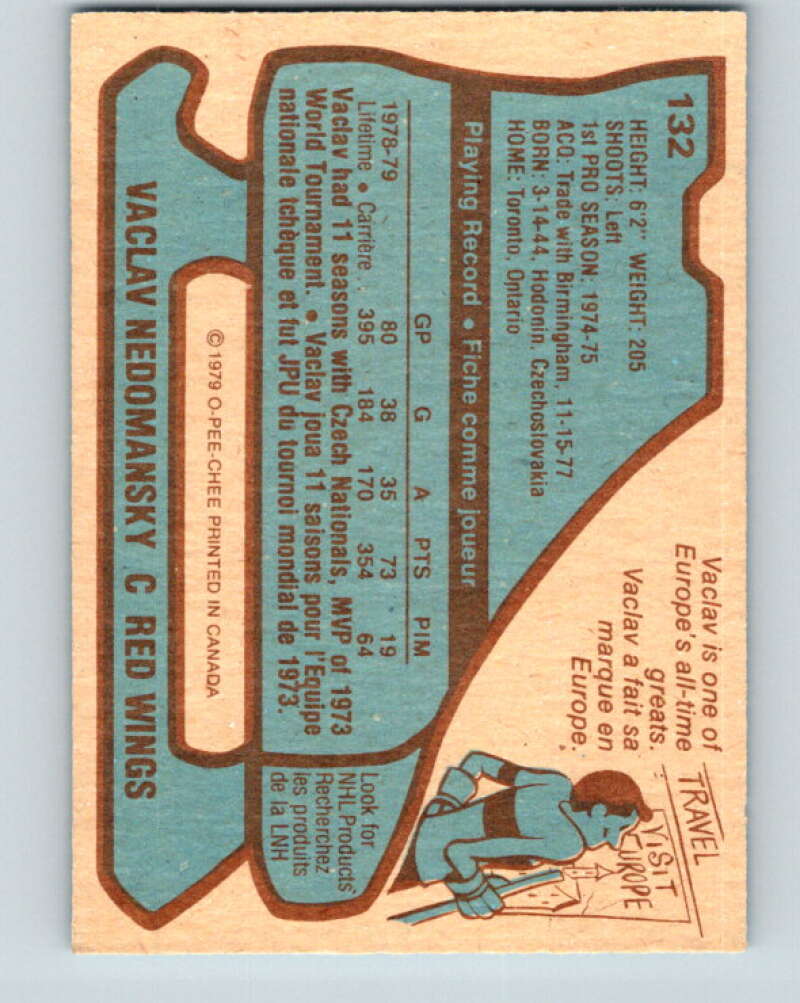 132
HEIGHT: 6'2" WEIGHT: 205
SHOOTS: Left
1st PRO SEASON: 1974-75
ACQ: Trade with Birmingham, 11-15-77
BORN: 3-14-44, Hodonin, Czechoslovakia
HOME: Toronto, Ontario
Vaclav is one of
Europe's all-time
greats.
Vaclav a fait sa
marque en
Europe.
TRAVEL
VISIT
EUROPE
Playing Record • Fiche comme joueur
GP G A PTS PIM
1978-79 80 38 35 73 19
Lifetime • Carrière .. 395 184 170 354 64
Vaclav had 11 seasons with Czech Nationals, MVP of 1973
World Tournament. • Vaclav joua 11 saisons pour l'Equipe
nationale tchèque et fut JPU du tournoi mondial de 1973.
Look for
NHL Products
Recherchez
les produits
de la LNH
© 1979 O-PEE-CHEE PRINTED IN CANADA
VACLAV NEDOMANSKY C RED WINGS